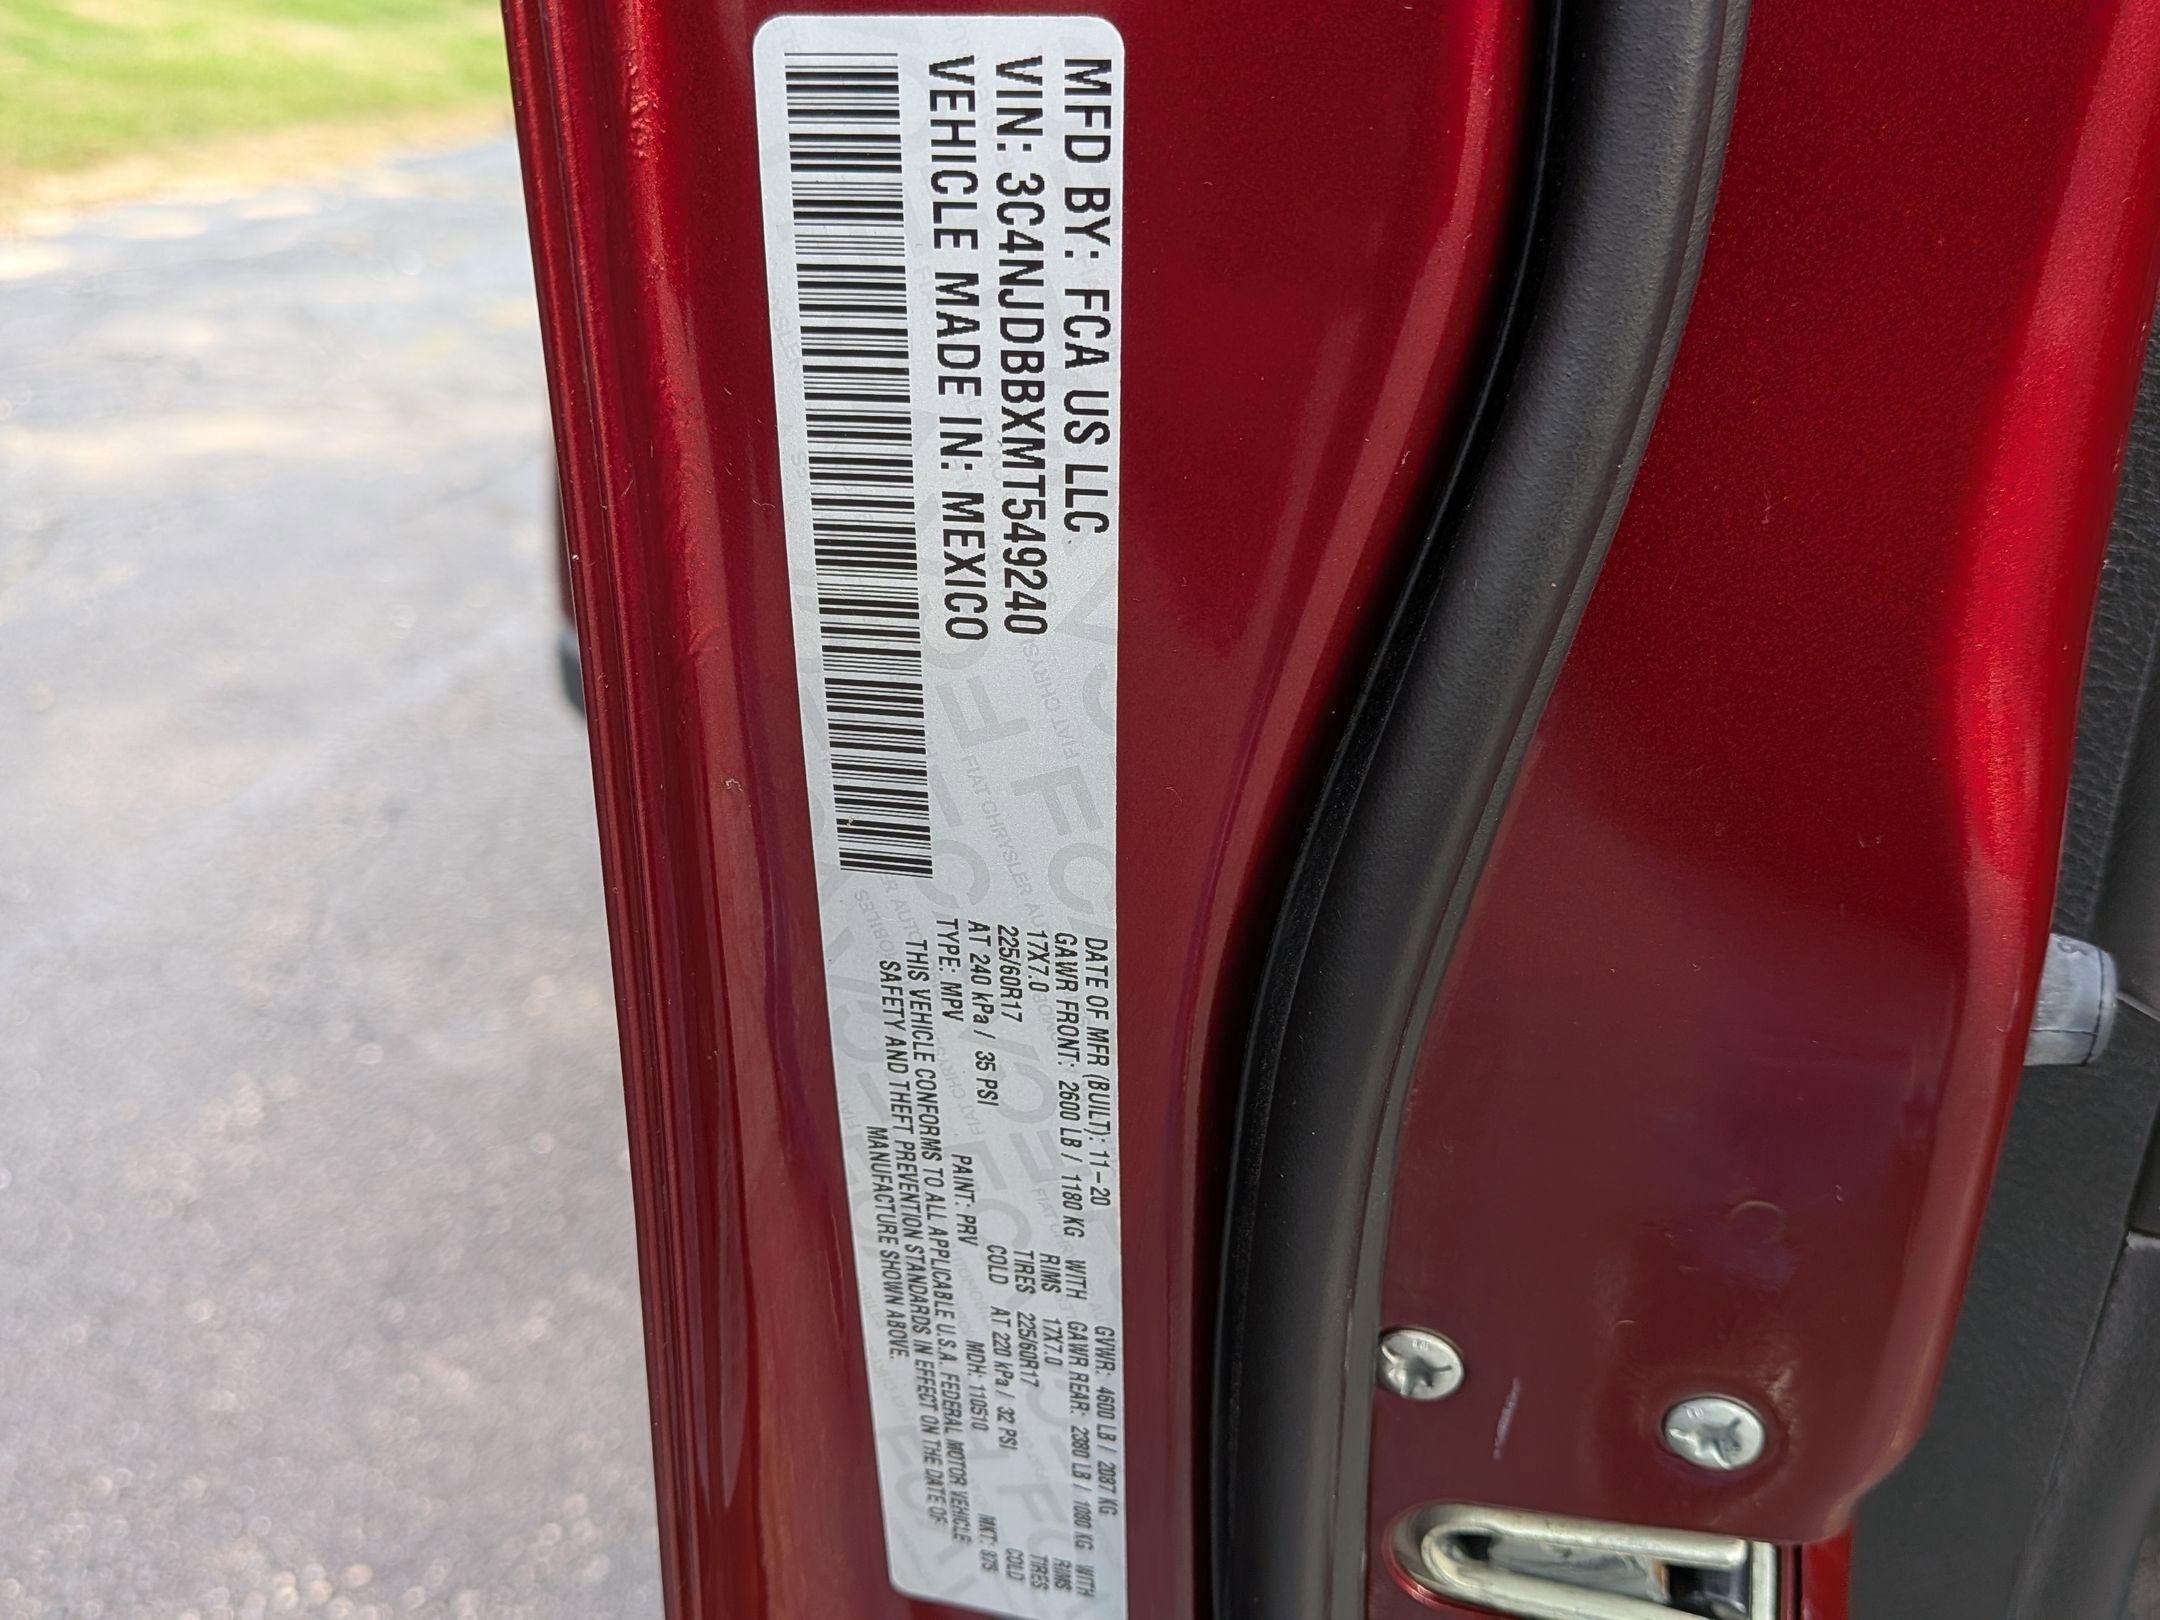 MFD BY: FCA US LLC
VIN: 3C4NJDBBXMT549240
VEHICLE MADE IN: MEXICO
DATE OF MFR (BUILT): 11-20 GVWR: 4600 LB / 2087 KG
GAWR FRONT: 2600 LB / 1180 KG WITH GAWR REAR: 2380 LB / 1080 KG WITH
17X7.0 RIMS 17X7.0 RIMS
225/60R17 TIRES 225/60R17 TIRES
AT 240 kPa / 35 PSI COLD AT 220 kPa / 32 PSI COLD
TYPE: MPV PAINT: PRV MDH: 110510 MKT: 875
THIS VEHICLE CONFORMS TO ALL APPLICABLE U.S.A. FEDERAL MOTOR VEHICLE
SAFETY AND THEFT PREVENTION STANDARDS IN EFFECT ON THE DATE OF
MANUFACTURE SHOWN ABOVE.
FIAT CHRYSLER AUTOMOBILES